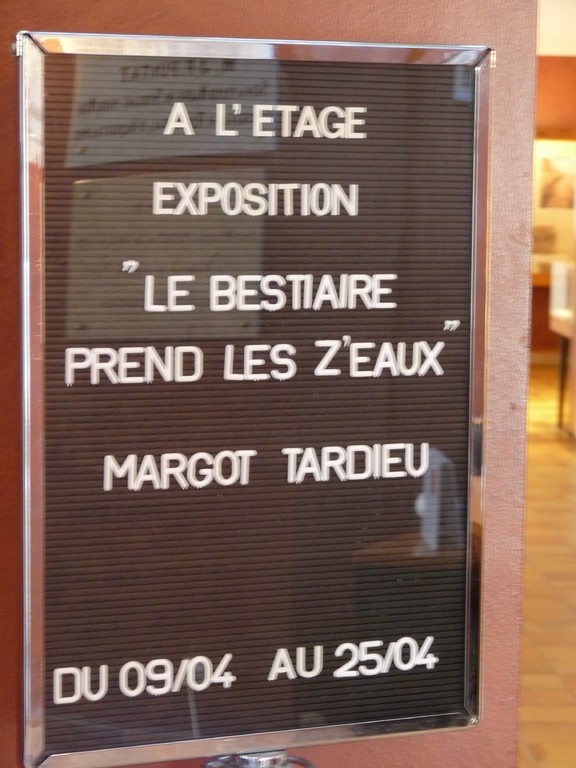 A L'ETAGE
EXPOSITION
"LE BESTIAIRE
PREND LES Z'EAUX"
MARGOT TARDIEU
DU 09/04 AU 25/04